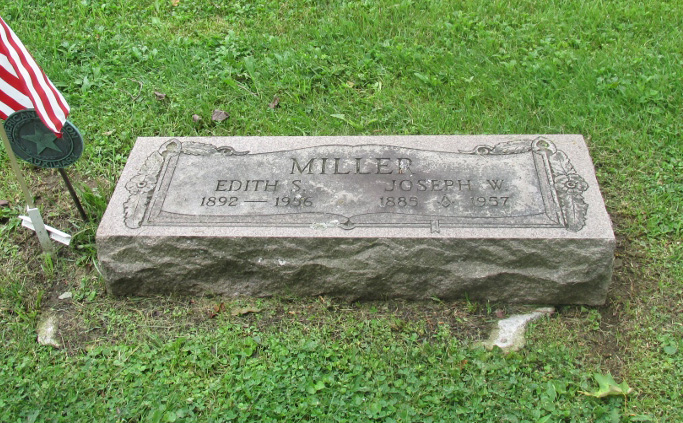 MILLER
EDITH S. JOSEPH W.
1892 — 1956 1885 1957